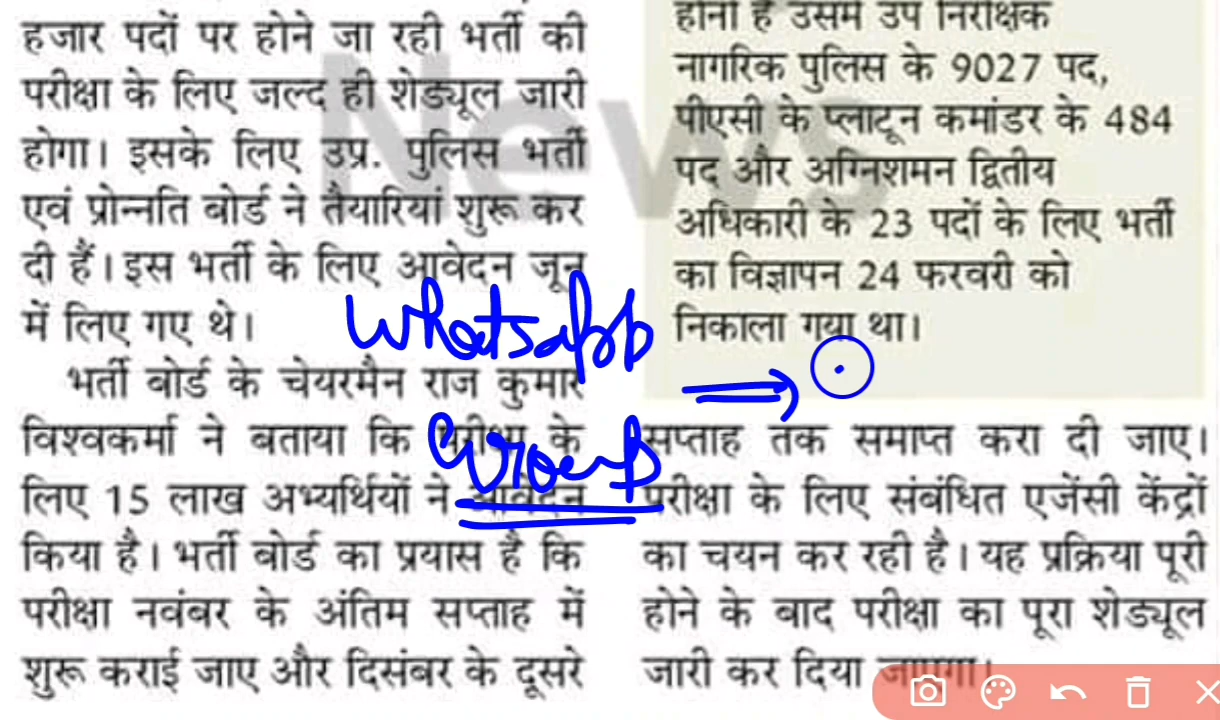 हजार पदों पर होने जा रही भर्ती की
परीक्षा के लिए जल्द ही शेड्यूल जारी
होगा। इसके लिए उप्र. पुलिस भर्ती
एवं प्रोन्नति बोर्ड ने तैयारियां शुरू कर
दी हैं। इस भर्ती के लिए आवेदन जून
में लिए गए थे।
भर्ती बोर्ड के चेयरमैन राज कुमार
विश्वकर्मा ने बताया कि परीक्षा के
लिए 15 लाख अभ्यर्थियों ने आवेदन
किया है। भर्ती बोर्ड का प्रयास है कि
परीक्षा नवंबर के अंतिम सप्ताह में
शुरू कराई जाए और दिसंबर के दूसरे
होनी है उसमें उप निरीक्षक
नागरिक पुलिस के 9027 पद,
पीएसी के प्लाटून कमांडर के 484
पद और अग्निशमन द्वितीय
अधिकारी के 23 पदों के लिए भर्ती
का विज्ञापन 24 फरवरी को
निकाला गया था।
सप्ताह तक समाप्त करा दी जाए।
परीक्षा के लिए संबंधित एजेंसी केंद्रों
का चयन कर रही है। यह प्रक्रिया पूरी
होने के बाद परीक्षा का पूरा शेड्यूल
जारी कर दिया जाएगा।
News
Whatsapp
Group